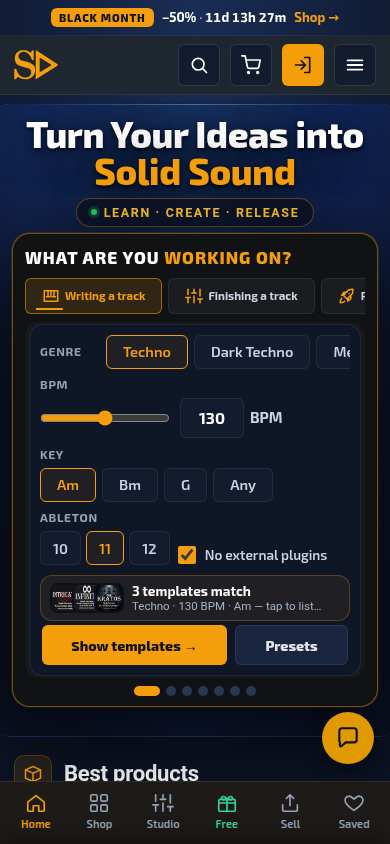 BLACK MONTH −50% · 11d 13h 27m Shop →
Turn Your Ideas into
Solid Sound
LEARN · CREATE · RELEASE
WHAT ARE YOU WORKING ON?
Writing a track Finishing a track
GENRE Techno Dark Techno Me
BPM
130 BPM
KEY
Am Bm G Any
ABLETON
10 11 12 No external plugins
3 templates match
Techno · 130 BPM · Am — tap to list…
Show templates → Presets
Best products
Home Shop Studio Free Sell Saved